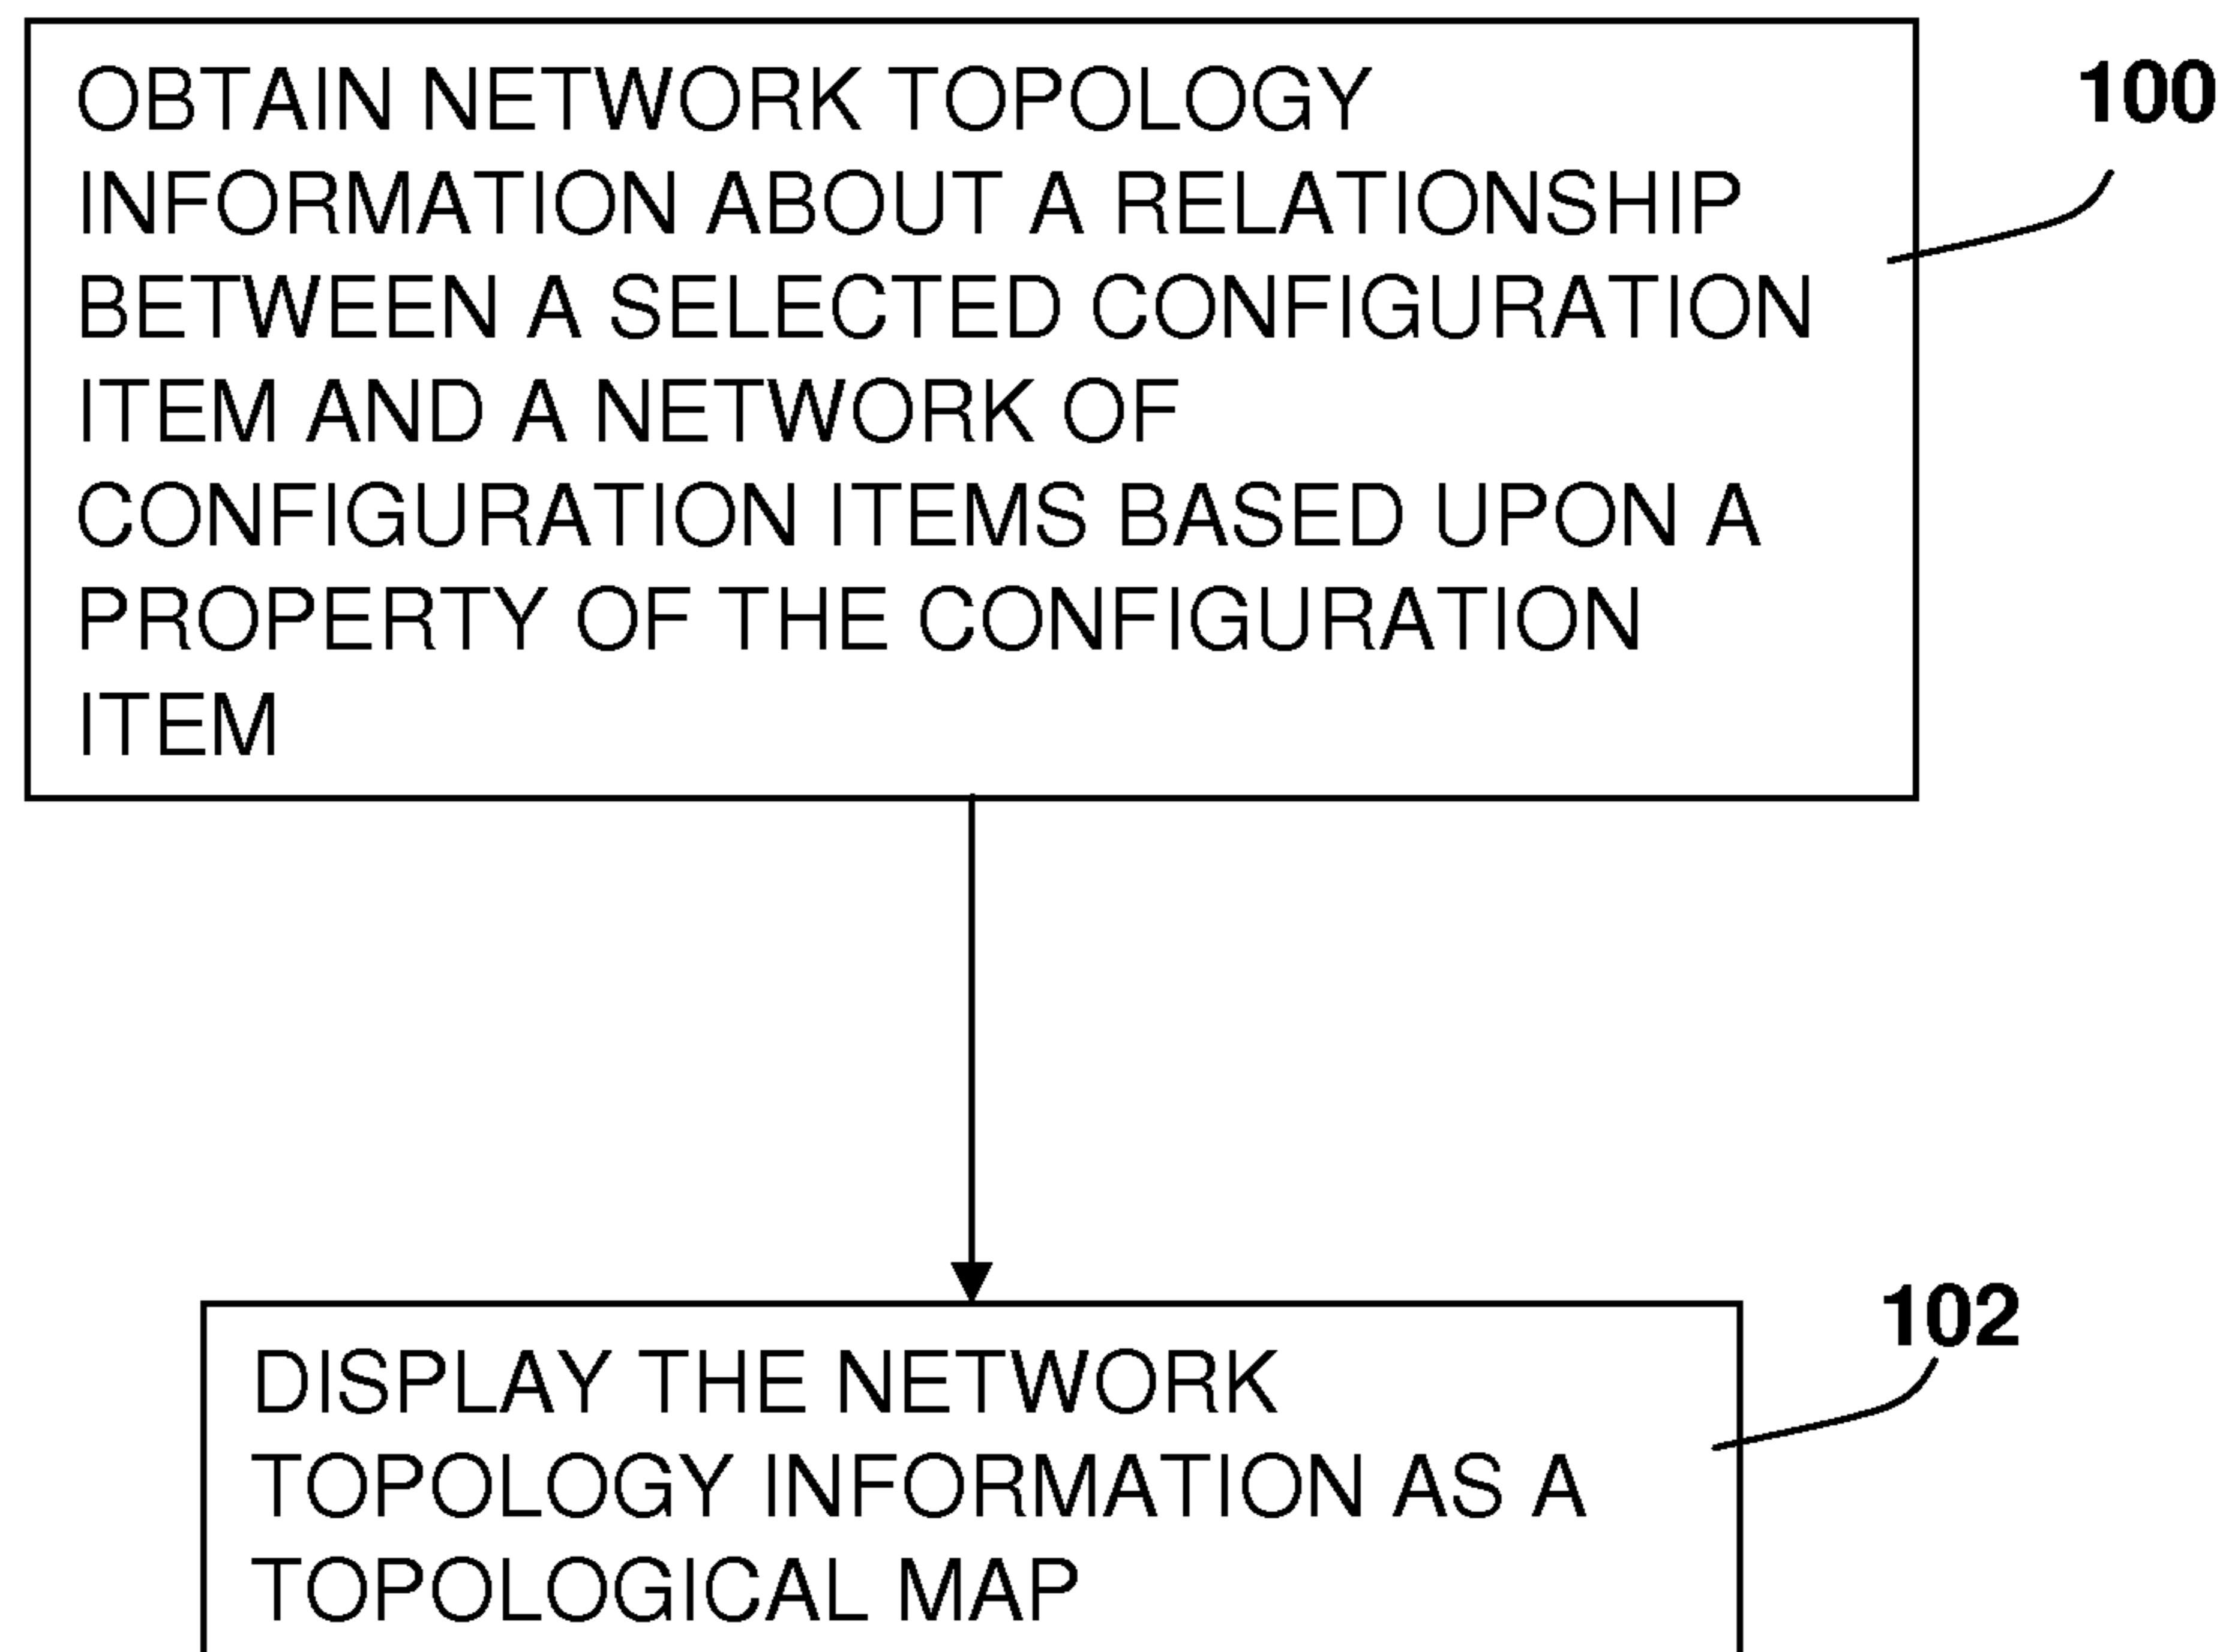 OBTAIN NETWORK TOPOLOGY
INFORMATION ABOUT A RELATIONSHIP
BETWEEN A SELECTED CONFIGURATION
ITEM AND A NETWORK OF
CONFIGURATION ITEMS BASED UPON A
PROPERTY OF THE CONFIGURATION
ITEM
100
DISPLAY THE NETWORK
TOPOLOGY INFORMATION AS A
TOPOLOGICAL MAP
102